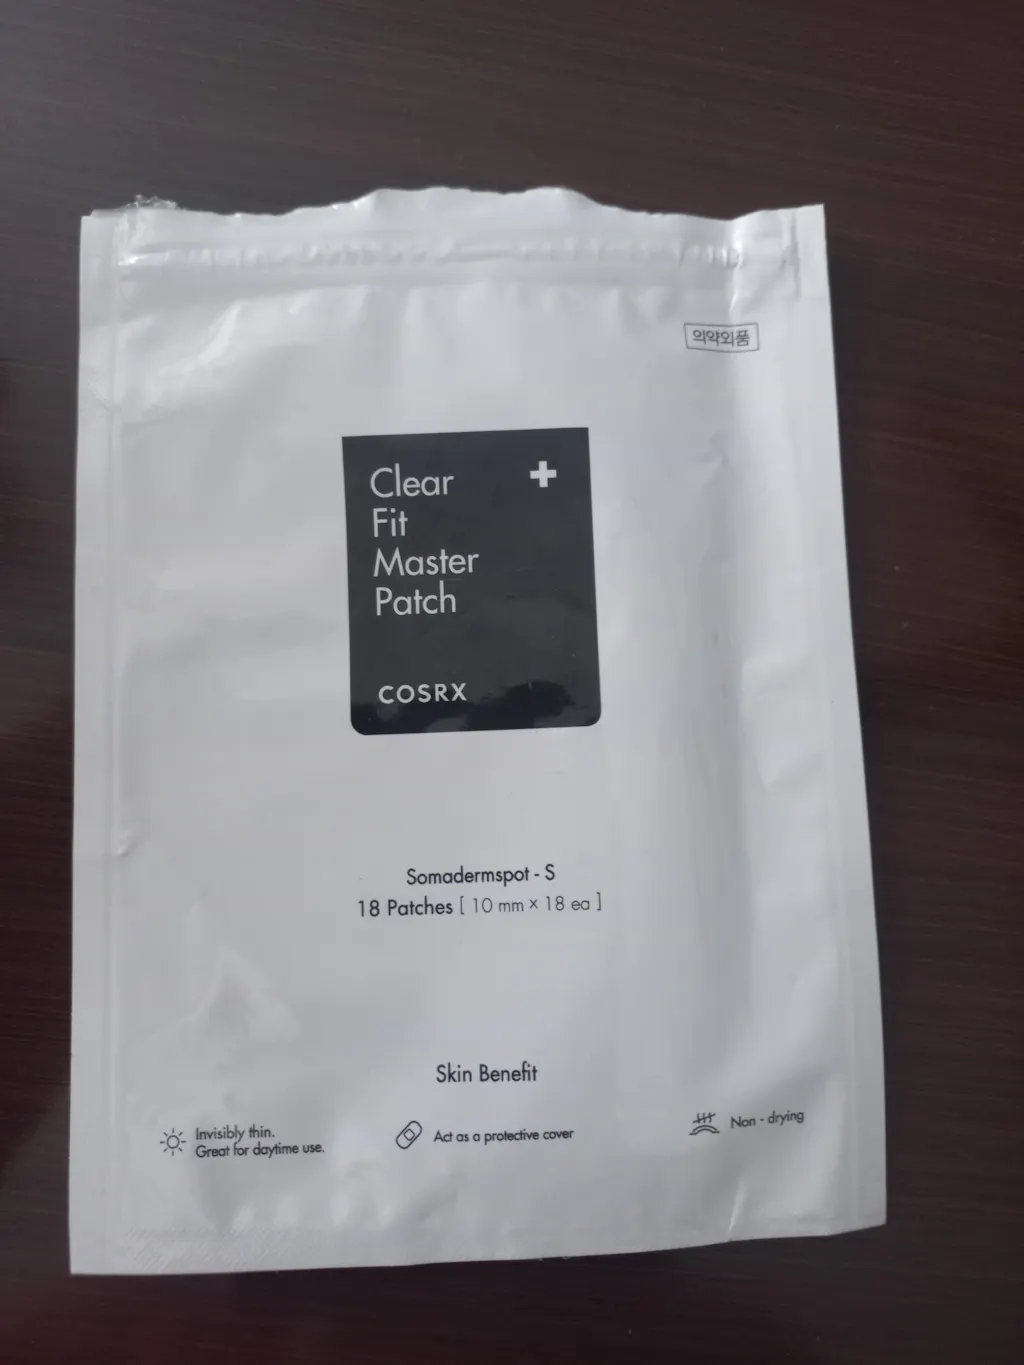 의약외품
Clear
Fit
Master
Patch
COSRX
Somadermspot - S
18 Patches [ 10 mm × 18 ea ]
Skin Benefit
Invisibly thin.
Great for daytime use.
Act as a protective cover
Non - drying